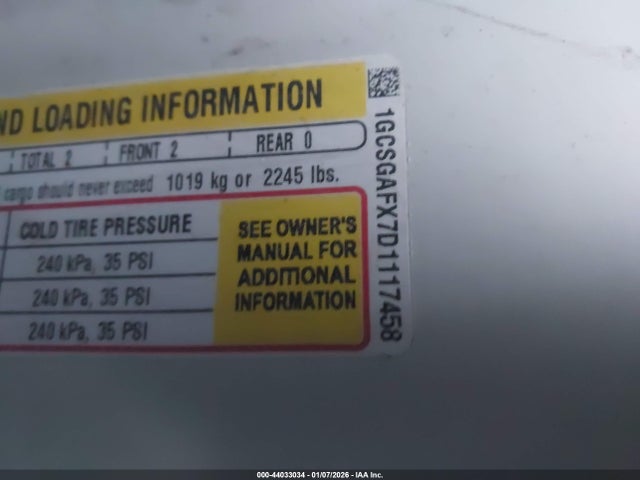 ND LOADING INFORMATION
TOTAL 2 FRONT 2 REAR 0
cargo should never exceed 1019 kg or 2245 lbs.
COLD TIRE PRESSURE
240 kPa, 35 PSI
240 kPa, 35 PSI
240 kPa, 35 PSI
SEE OWNER'S
MANUAL FOR
ADDITIONAL
INFORMATION
1GCSGAFX7D1117458
000-44033034 - 01/07/2026 - IAA Inc.